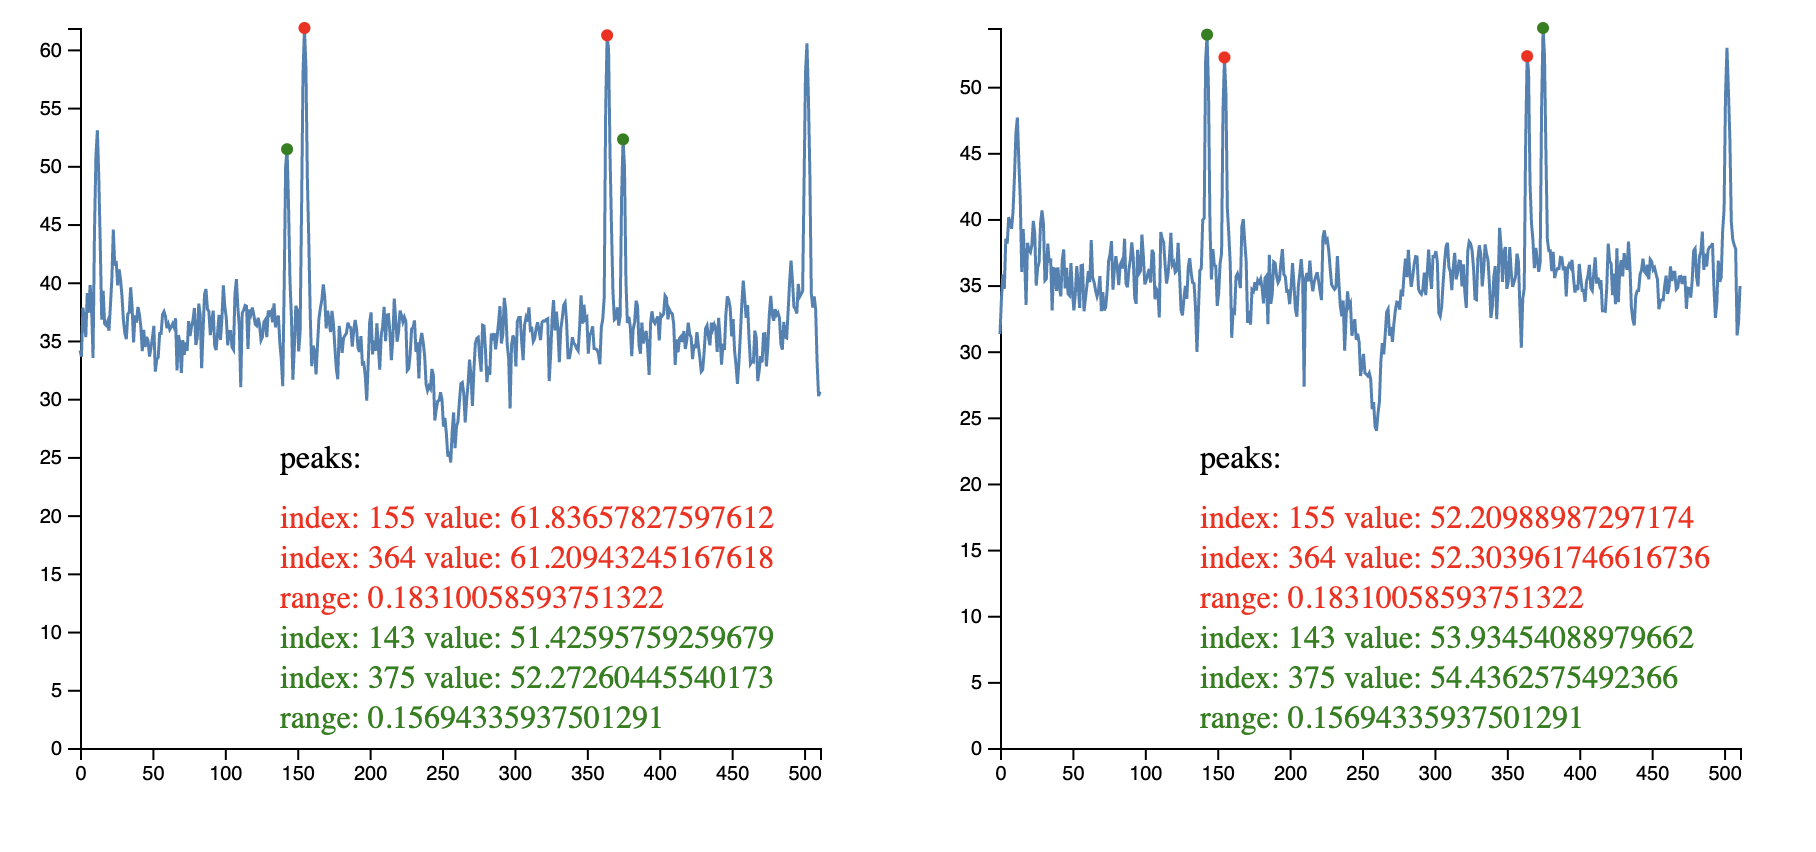 60
55
50
45
40
35
30
25
20
15
10
5
0
0 50 100 150 200 250 300 350 400 450 500
peaks:
index: 155 value: 61.83657827597612
index: 364 value: 61.20943245167618
range: 0.18310058593751322
index: 143 value: 51.42595759259679
index: 375 value: 52.27260445540173
range: 0.15694335937501291
50
45
40
35
30
25
20
15
10
5
0
0 50 100 150 200 250 300 350 400 450 500
peaks:
index: 155 value: 52.20988987297174
index: 364 value: 52.303961746616736
range: 0.18310058593751322
index: 143 value: 53.93454088979662
index: 375 value: 54.4362575492366
range: 0.15694335937501291